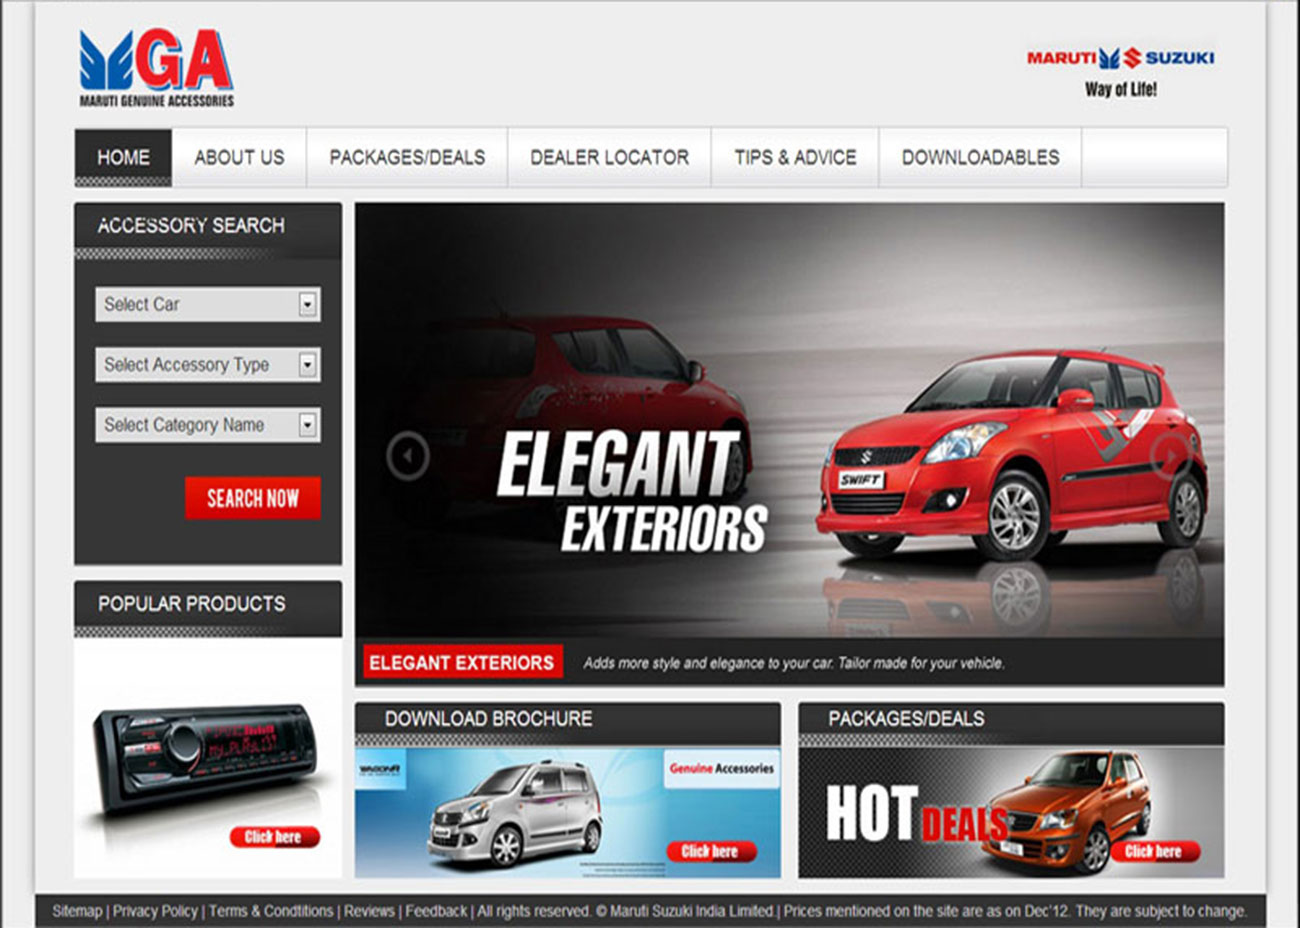 MGA
MARUTI GENUINE ACCESSORIES
MARUTI SUZUKI
Way of Life!
HOME
ABOUT US
PACKAGES/DEALS
DEALER LOCATOR
TIPS & ADVICE
DOWNLOADABLES
ACCESSORY SEARCH
Select Car
Select Accessory Type
Select Category Name
SEARCH NOW
ELEGANT
EXTERIORS
SWIFT
ELEGANT EXTERIORS
Adds more style and elegance to your car. Tailor made for your vehicle.
POPULAR PRODUCTS
Click here
DOWNLOAD BROCHURE
WAGONR
Genuine Accessories
Click here
PACKAGES/DEALS
HOT DEALS
Click here
Sitemap | Privacy Policy | Terms & Condtitions | Reviews | Feedback | All rights reserved. © Maruti Suzuki India Limited.| Prices mentioned on the site are as on Dec'12. They are subject to change.